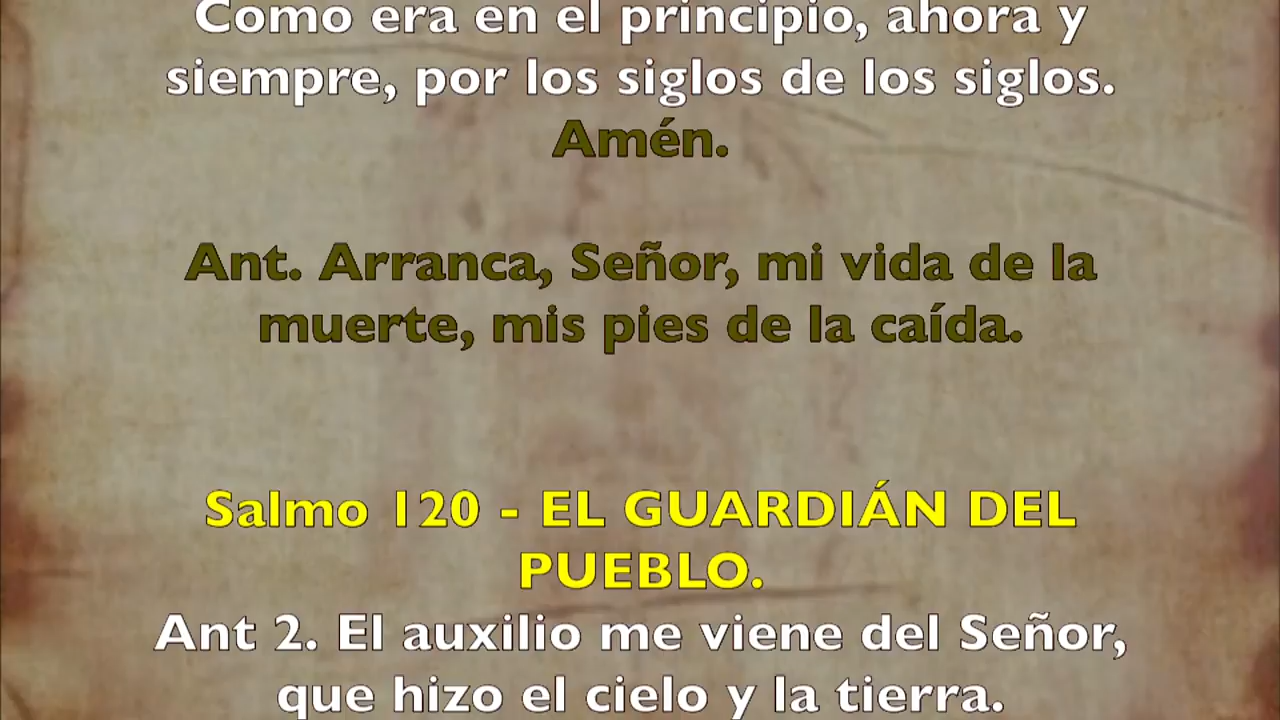 Como era en el principio, ahora y
siempre, por los siglos de los siglos.
Amén.
Ant. Arranca, Señor, mi vida de la
muerte, mis pies de la caída.
Salmo 120 - EL GUARDIÁN DEL
PUEBLO.
Ant 2. El auxilio me viene del Señor,
que hizo el cielo y la tierra.